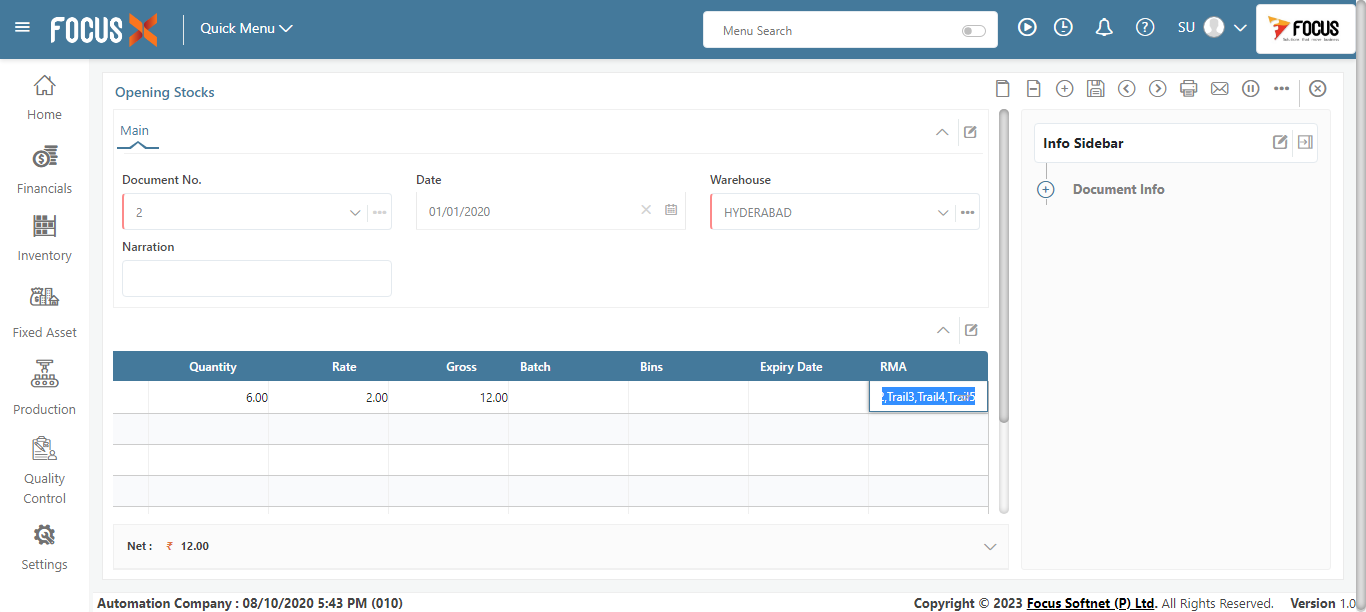 FOCUS X
Quick Menu
Menu Search
SU
FOCUS
Home
Financials
Inventory
Fixed Asset
Production
Quality
Control
Settings
Opening Stocks
Main
Document No.
Date
Warehouse
2
01/01/2020
HYDERABAD
Narration
Quantity Rate Gross Batch Bins Expiry Date RMA
6.00 2.00 12.00 ,Trail3,Trail4,Trail5
Net : ₹ 12.00
Info Sidebar
Document Info
Automation Company : 08/10/2020 5:43 PM (010)
Copyright © 2023 Focus Softnet (P) Ltd. All Rights Reserved. Version 1.0